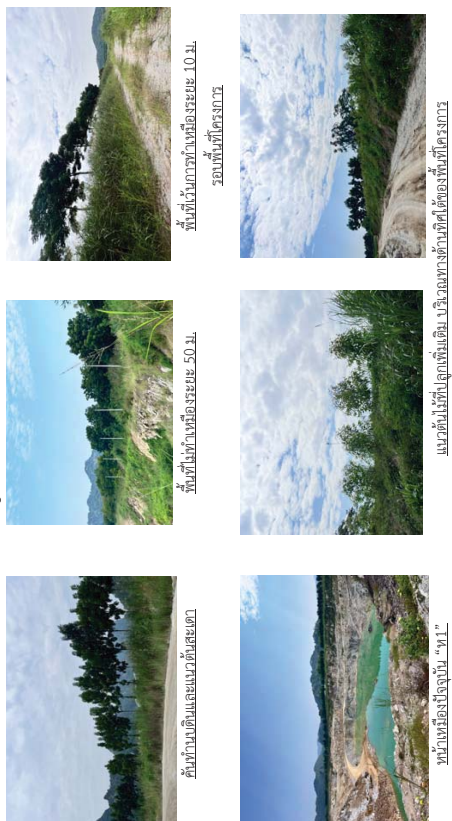 คันทำนบดินและแนวต้นสะเดา
พื้นที่ไม่ทำเหมืองระยะ 50 ม.
พื้นที่เว้นการทำเหมืองระยะ 10 ม.
รอบพื้นที่โครงการ
หน้าเหมืองปัจจุบัน “ท1”
แนวต้นไม้ที่ปลูกเพิ่มเติม บริเวณทางด้านทิศใต้ของพื้นที่โครงการ